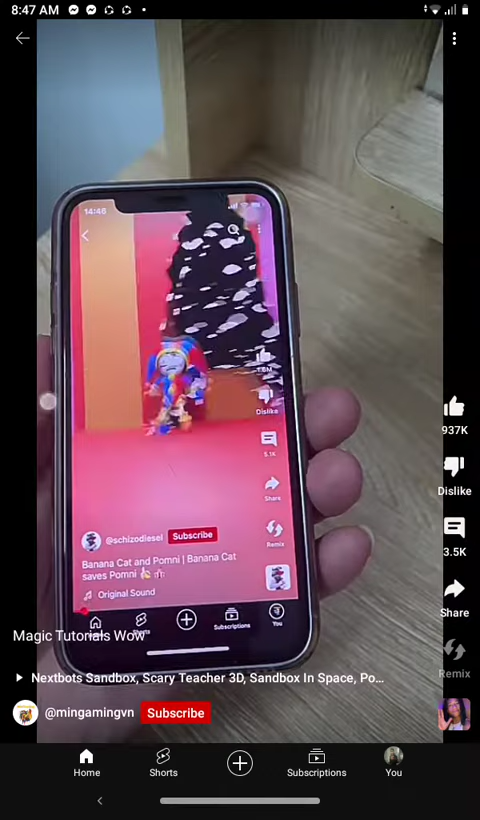 8:47 AM
14:46
1.6M
Dislike
5.1K
Share
Remix
@schizodiesel Subscribe
Banana Cat and Pomni | Banana Cat
saves Pomni
Original Sound
Shorts
Subscriptions
You
937K
Dislike
3.5K
Share
Remix
Magic Tutorials Wow
Nextbots Sandbox, Scary Teacher 3D, Sandbox In Space, Po…
@mingamingvn Subscribe
Home
Shorts
Subscriptions
You